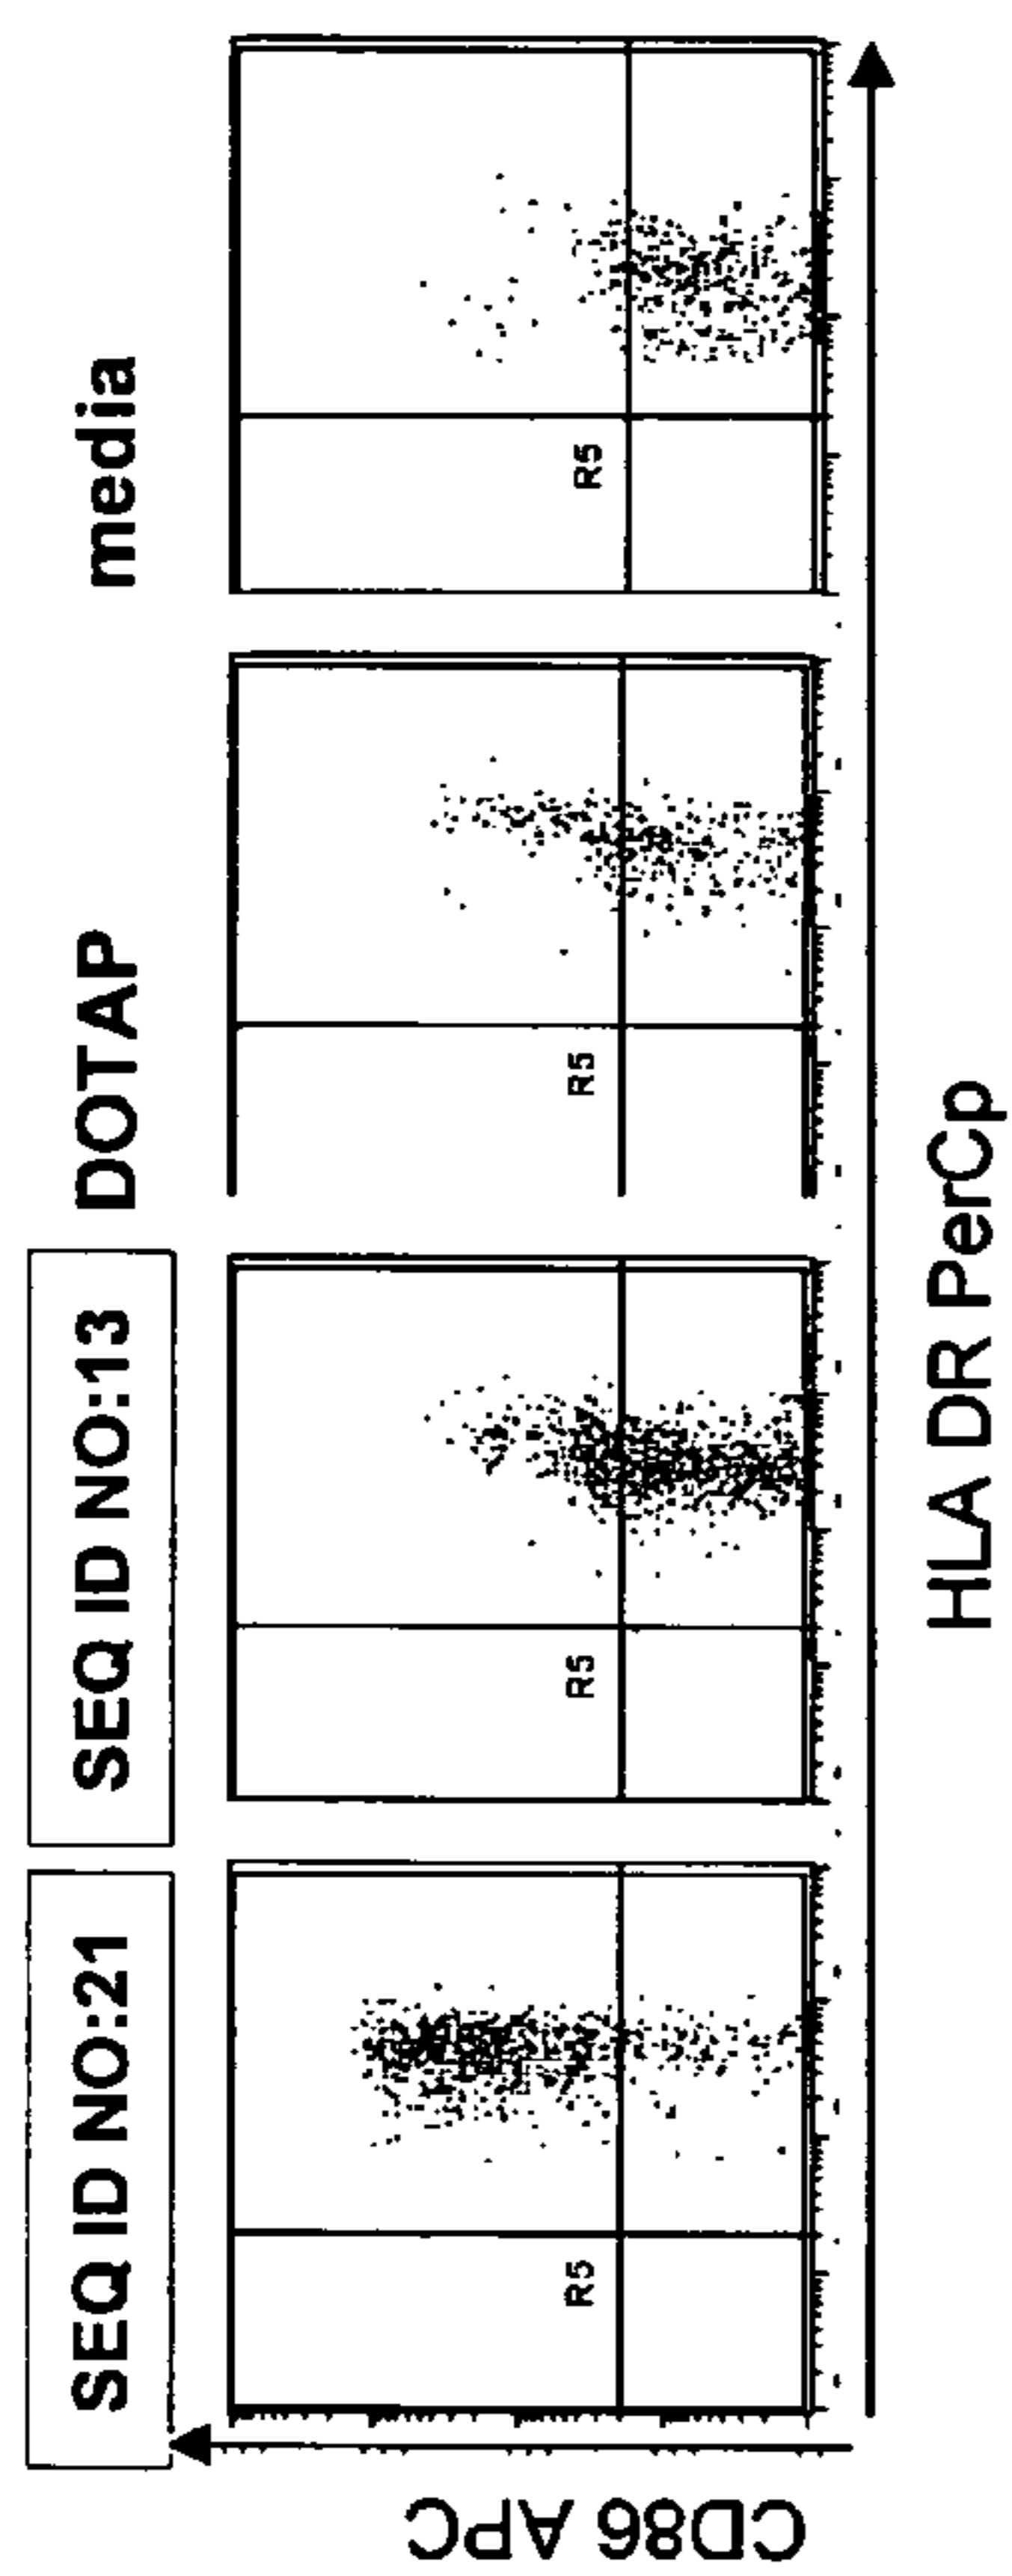 SEQ ID NO:21
SEQ ID NO:13
DOTAP
media
R5
R5
R5
R5
CD86 APC
HLA DR PerCp